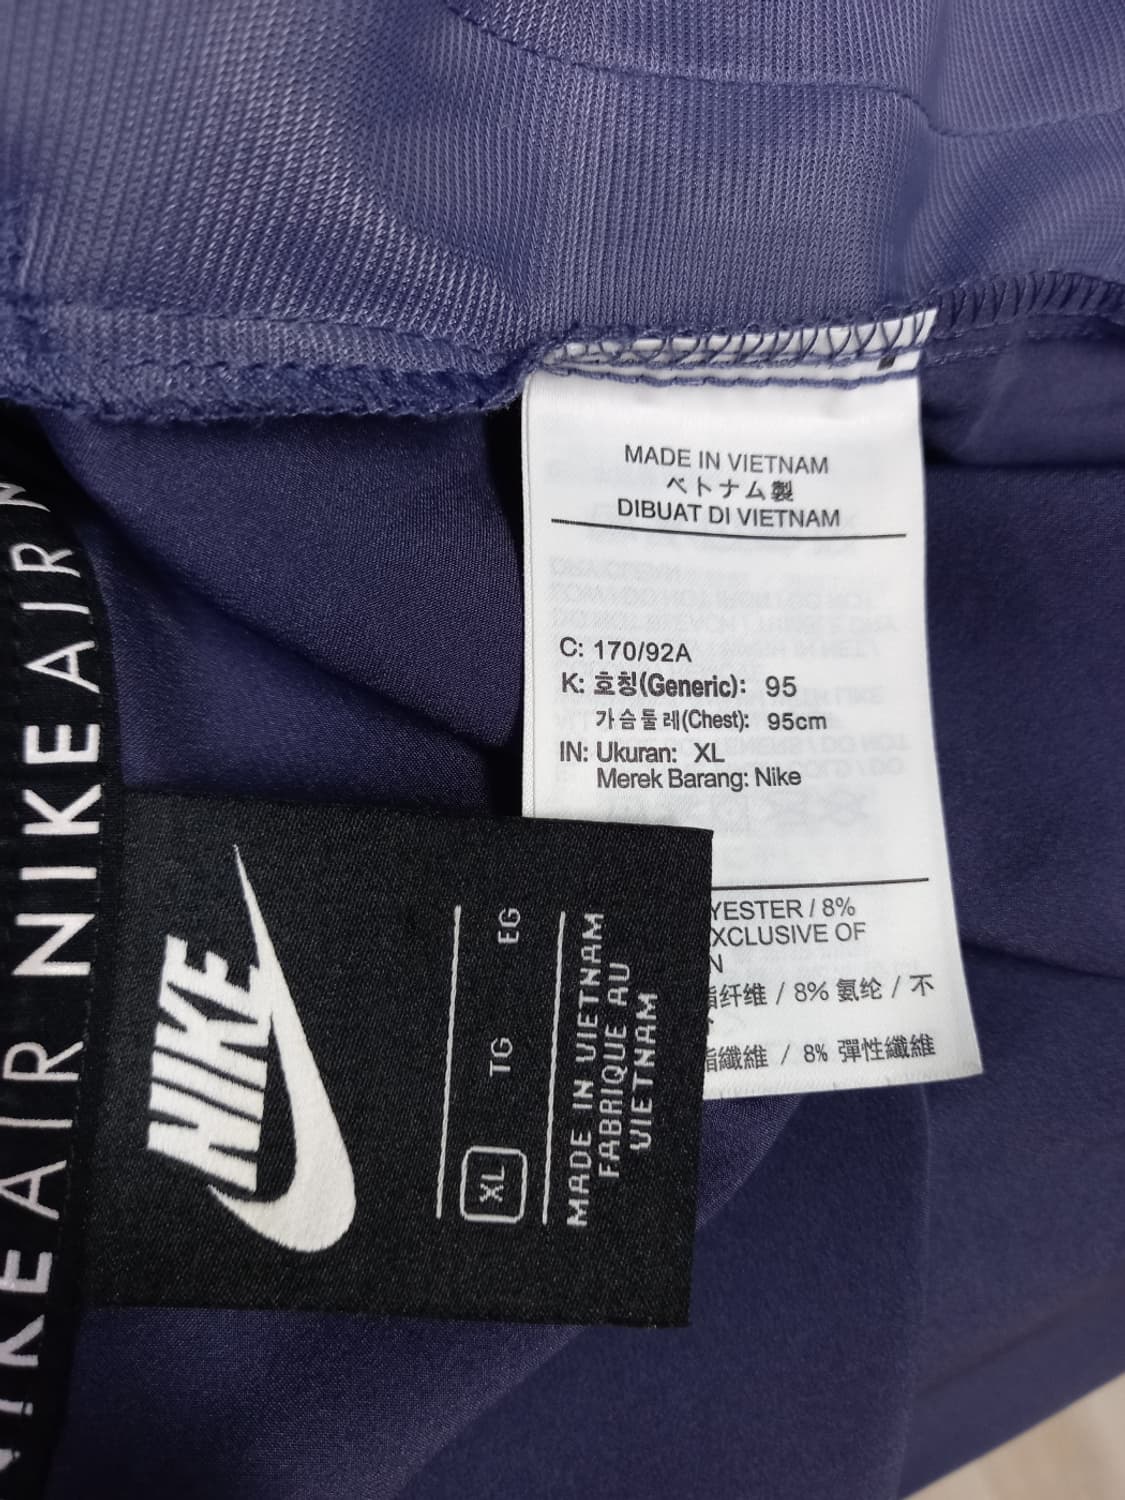 MADE IN VIETNAM
ベトナム製
DIBUAT DI VIETNAM
C: 170/92A
K: 호칭(Generic): 95
가슴둘레(Chest): 95cm
IN: Ukuran: XL
Merek Barang: Nike
YESTER / 8%
XCLUSIVE OF
N
纤维 / 8% 氨纶 / 不
纖維 / 8% 彈性纖維
NIKE
XL TG EG
MADE IN VIETNAM
FABRIQUE AU
VIETNAM
NIKE AIR NIKE AIR